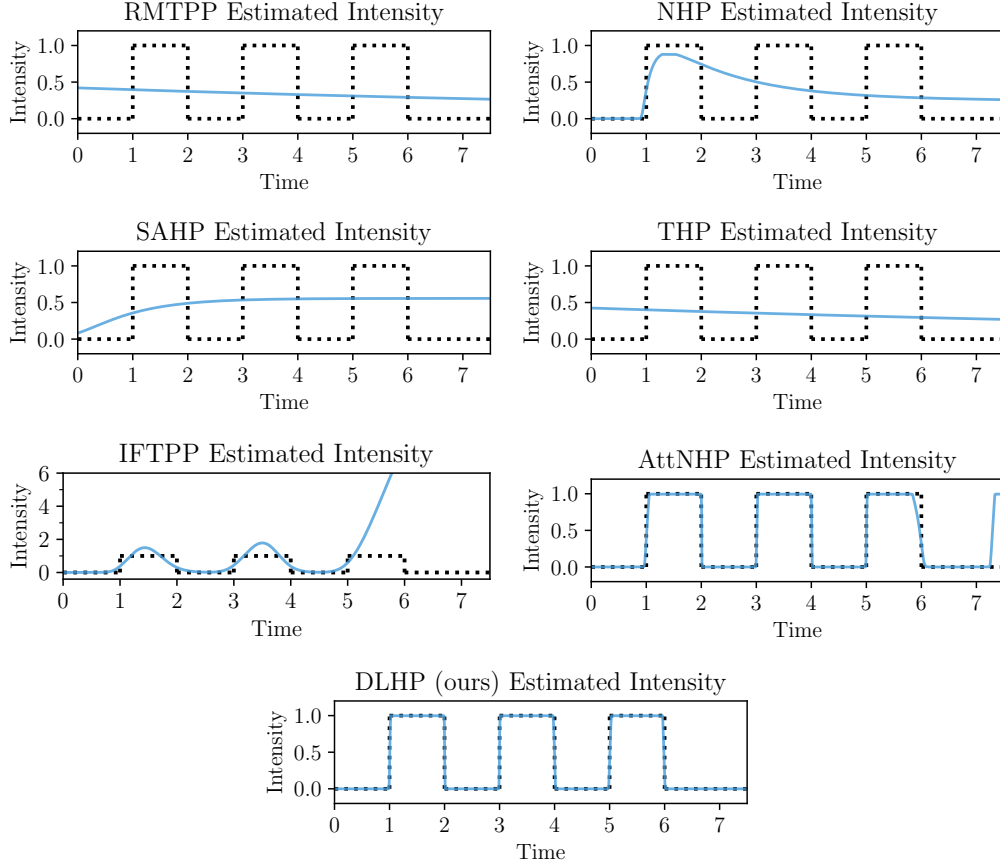 RMTPP Estimated Intensity
1.0
0.5
0.0
Intensity
0 1 2 3 4 5 6 7
Time
NHP Estimated Intensity
1.0
0.5
0.0
Intensity
0 1 2 3 4 5 6 7
Time
SAHP Estimated Intensity
1.0
0.5
0.0
Intensity
0 1 2 3 4 5 6 7
Time
THP Estimated Intensity
1.0
0.5
0.0
Intensity
0 1 2 3 4 5 6 7
Time
IFTPP Estimated Intensity
6
4
2
0
Intensity
0 1 2 3 4 5 6 7
Time
AttNHP Estimated Intensity
1.0
0.5
0.0
Intensity
0 1 2 3 4 5 6 7
Time
DLHP (ours) Estimated Intensity
1.0
0.5
0.0
Intensity
0 1 2 3 4 5 6 7
Time